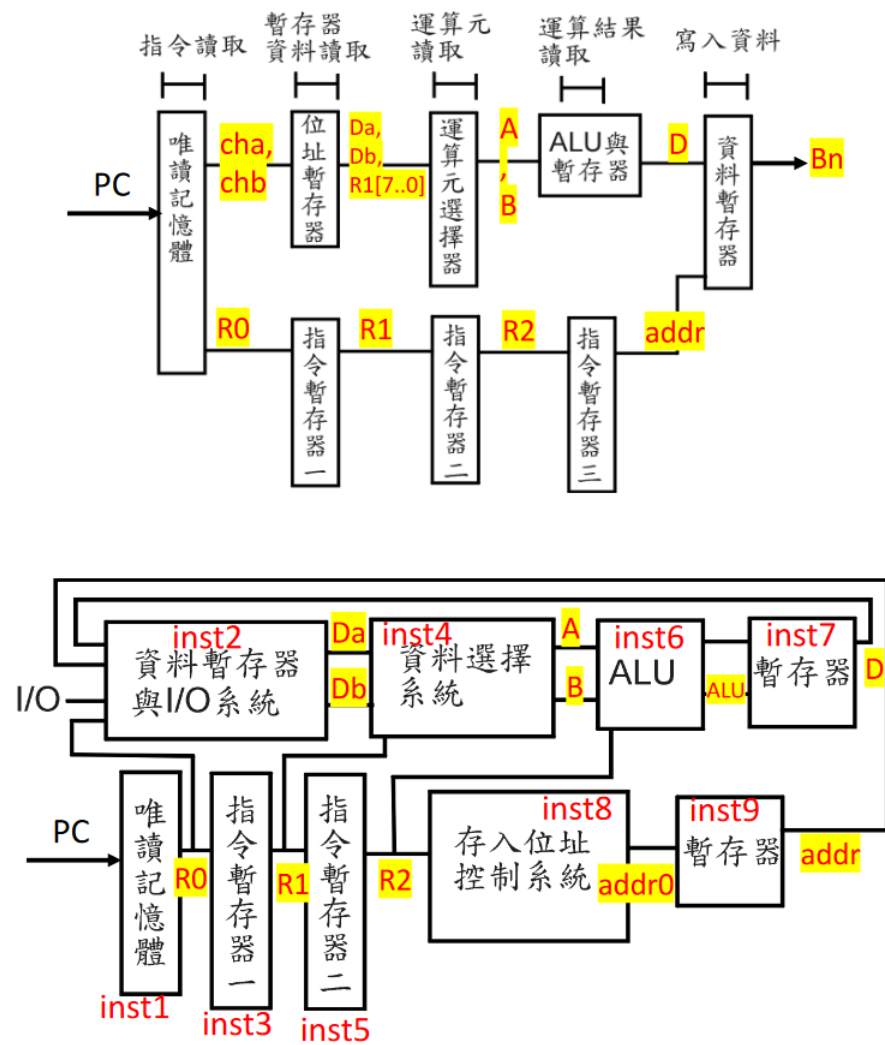 指令讀取
暫存器
資料讀取
運算元
讀取
運算結果
讀取
寫入資料
PC
唯讀記憶體
cha,
chb
位址暫存器
Da,
Db,
R1[7..0]
運算元選擇器
A
,
B
ALU與
暫存器
D
資料暫存器
Bn
R0
指令暫存器一
R1
指令暫存器二
R2
指令暫存器三
addr
inst2
資料暫存器
與I/O系統
I/O
Da
Db
inst4
資料選擇
系統
A
B
inst6
ALU
ALU
inst7
暫存器
D
PC
唯讀記憶體
inst1
R0
指令暫存器一
inst3
R1
指令暫存器二
inst5
R2
inst8
存入位址
控制系統
addr0
inst9
暫存器
addr